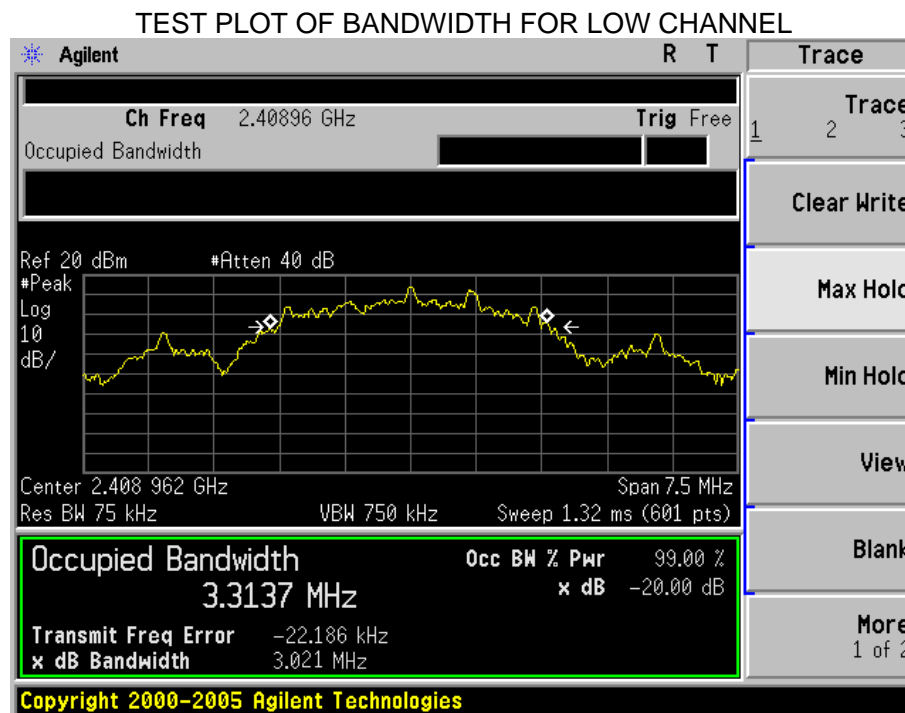 TEST PLOT OF BANDWIDTH FOR LOW CHANNEL
Agilent R T Trace
Ch Freq 2.40896 GHz Trig Free
Occupied Bandwidth
Trace
1 2 3
Clear Write
Ref 20 dBm #Atten 40 dB
#Peak
Log
10
dB/
Max Hold
Min Hold
View
Center 2.408 962 GHz Span 7.5 MHz
Res BW 75 kHz VBW 750 kHz Sweep 1.32 ms (601 pts)
Blank
Occupied Bandwidth Occ BW % Pwr 99.00 %
3.3137 MHz x dB -20.00 dB
Transmit Freq Error -22.186 kHz
x dB Bandwidth 3.021 MHz
More
1 of 2
Copyright 2000-2005 Agilent Technologies